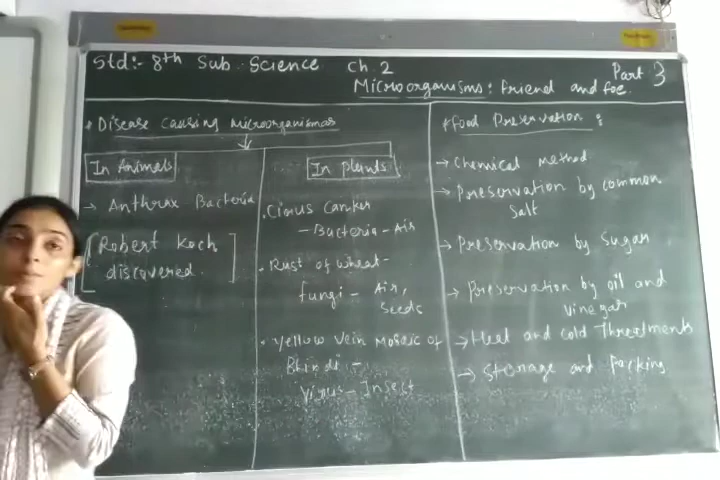 Std:- 8th Sub Science Ch. 2 Part 3
Microorganisms: Friend and foe.
* Disease Causing microorganismas
In Animals
→ Anthrax Bacteria
[Robert Koch
discovered.]
In plants
. Cirus Canker
- Bacteria - Air
. Rust of wheat-
fungi - Air,
Seeds
. Yellow Vein Mosaic of
Bhindi -
Virus - Insect
* food Preservation :
→ Chemical method
→ Preservation by common
Salt
→ Preservation by Sugar
→ Preservation by oil and
Vinegar
→ Heat and cold Threatments
→ Storage and Packing